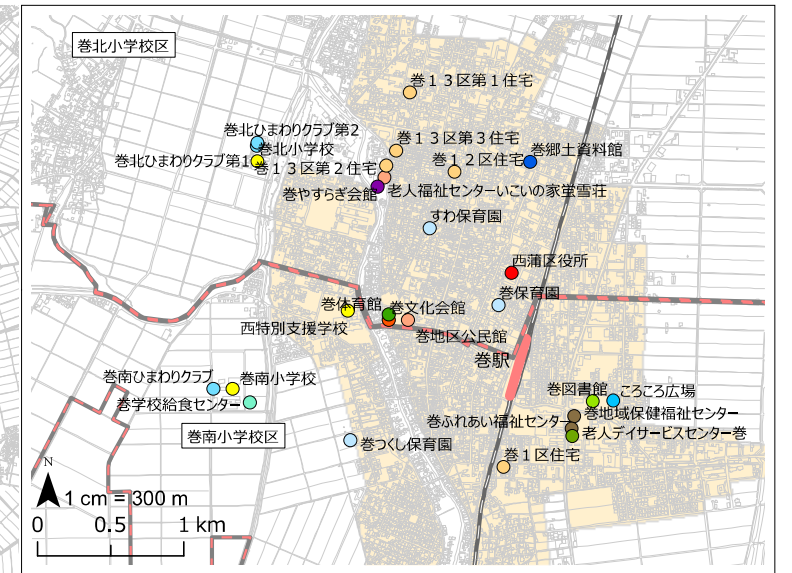 巻北小学校区
巻１３区第１住宅
巻北ひまわりクラブ第2
巻１３区第３住宅
巻北小学校
巻郷土資料館
巻北ひまわりクラブ第1
巻１３区第２住宅
巻１２区住宅
巻やすらぎ会館
老人福祉センターいこいの家蛍雪荘
すわ保育園
西蒲区役所
巻保育園
巻体育館
巻文化会館
西特別支援学校
巻地区公民館
巻駅
巻南ひまわりクラブ
巻南小学校
巻図書館
ころころ広場
巻学校給食センター
巻地域保健福祉センター
巻ふれあい福祉センター
老人デイサービスセンター巻
巻南小学校区
巻つくし保育園
巻１区住宅
N
1 cm = 300 m
0 0.5 1 km